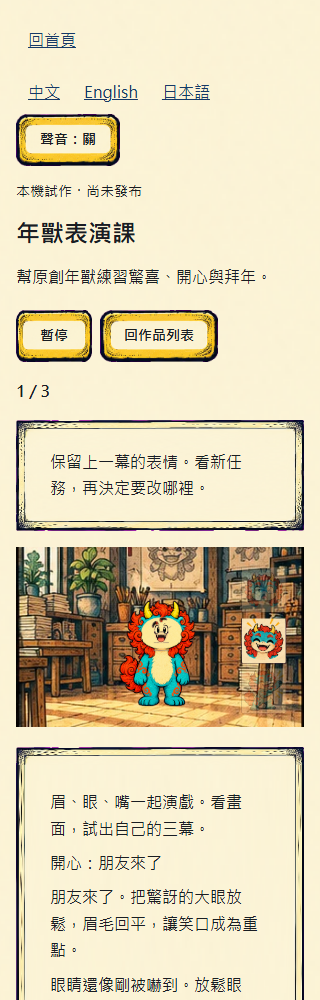 回首頁
中文 English 日本語
聲音：關
本機試作・尚未發布
年獸表演課
幫原創年獸練習驚喜、開心與拜年。
暫停 回作品列表
1 / 3
保留上一幕的表情。看新任
務，再決定要改哪裡。
眉、眼、嘴一起演戲。看畫
面，試出自己的三幕。
開心：朋友來了
朋友來了。把驚訝的大眼放
鬆，眉毛回平，讓笑口成為重
點。
眼睛還像剛被嚇到。放鬆眼